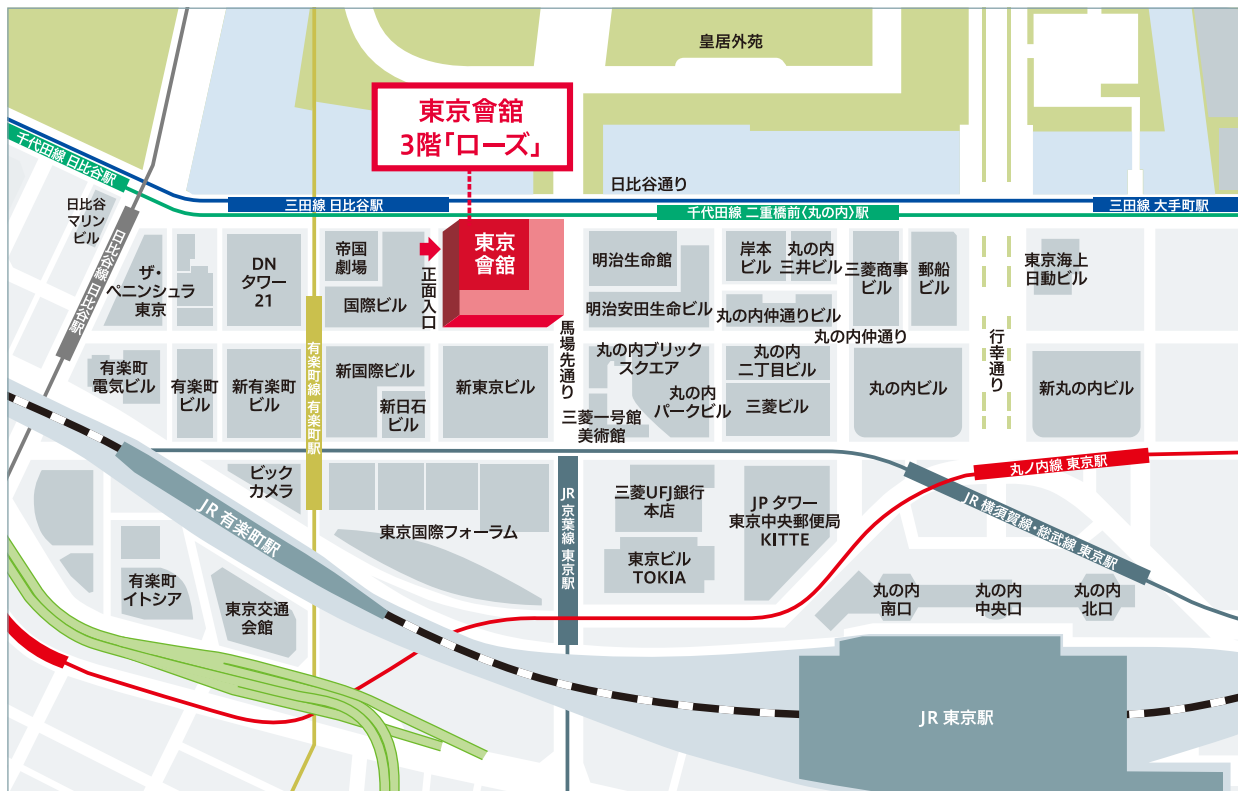 皇居外苑
東京會舘
3階「ローズ」
千代田線 日比谷駅
日比谷通り
三田線 日比谷駅
千代田線 二重橋前〈丸の内〉駅
三田線 大手町駅
日比谷
マリン
ビル
日比谷線 日比谷駅
ザ・
ペニンシュラ
東京
DN
タワー
21
帝国
劇場
国際ビル
正面入口
東京
會舘
明治生命館
明治安田生命ビル
岸本
ビル
丸の内
三井ビル
丸の内仲通りビル
三菱商事
ビル
郵船
ビル
東京海上
日動ビル
丸の内仲通り
馬場先通り
行幸通り
有楽町
電気ビル
有楽町
ビル
新有楽町
ビル
有楽町線 有楽町駅
新国際ビル
新日石
ビル
新東京ビル
丸の内ブリック
スクエア
丸の内
パークビル
三菱一号館
美術館
丸の内
二丁目ビル
三菱ビル
丸の内ビル
新丸の内ビル
丸ノ内線 東京駅
ビック
カメラ
JR 有楽町駅
東京国際フォーラム
JR 京葉線 東京駅
三菱UFJ銀行
本店
東京ビル
TOKIA
JP タワー
東京中央郵便局
KITTE
JR 横須賀線・総武線 東京駅
有楽町
イトシア
東京交通
会館
丸の内
南口
丸の内
中央口
丸の内
北口
JR 東京駅